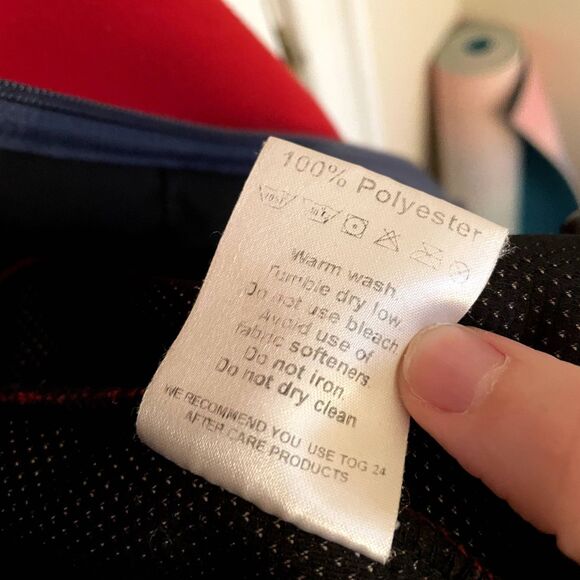 100% Polyester
Warm wash.
Tumble dry low
Do not use bleach
Avoid use of
fabric softeners
Do not iron
Do not dry clean
WE RECOMMEND YOU USE TOG 24
AFTER CARE PRODUCTS